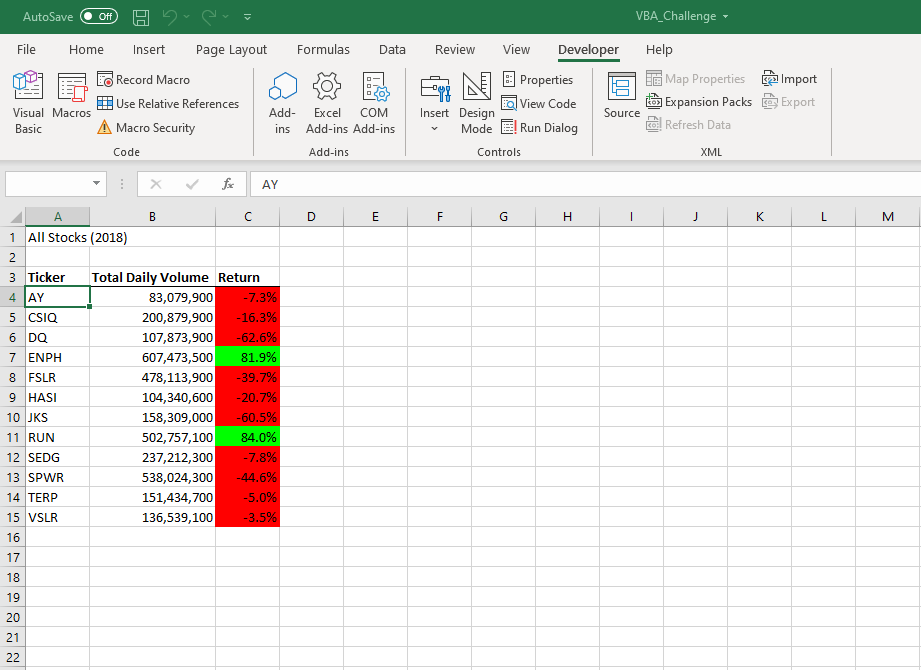 AutoSave Off VBA_Challenge
File Home Insert Page Layout Formulas Data Review View Developer Help
Visual Basic
Macros
Record Macro
Use Relative References
Macro Security
Code
Add-ins
Excel Add-ins
COM Add-ins
Add-ins
Insert
Design Mode
Properties
View Code
Run Dialog
Controls
Source
Map Properties
Expansion Packs
Refresh Data
Import
Export
XML
fx AY
A B C D E F G H I J K L M
1 All Stocks (2018)
2
3 Ticker Total Daily Volume Return
4 AY 83,079,900 -7.3%
5 CSIQ 200,879,900 -16.3%
6 DQ 107,873,900 -62.6%
7 ENPH 607,473,500 81.9%
8 FSLR 478,113,900 -39.7%
9 HASI 104,340,600 -20.7%
10 JKS 158,309,000 -60.5%
11 RUN 502,757,100 84.0%
12 SEDG 237,212,300 -7.8%
13 SPWR 538,024,300 -44.6%
14 TERP 151,434,700 -5.0%
15 VSLR 136,539,100 -3.5%
16
17
18
19
20
21
22